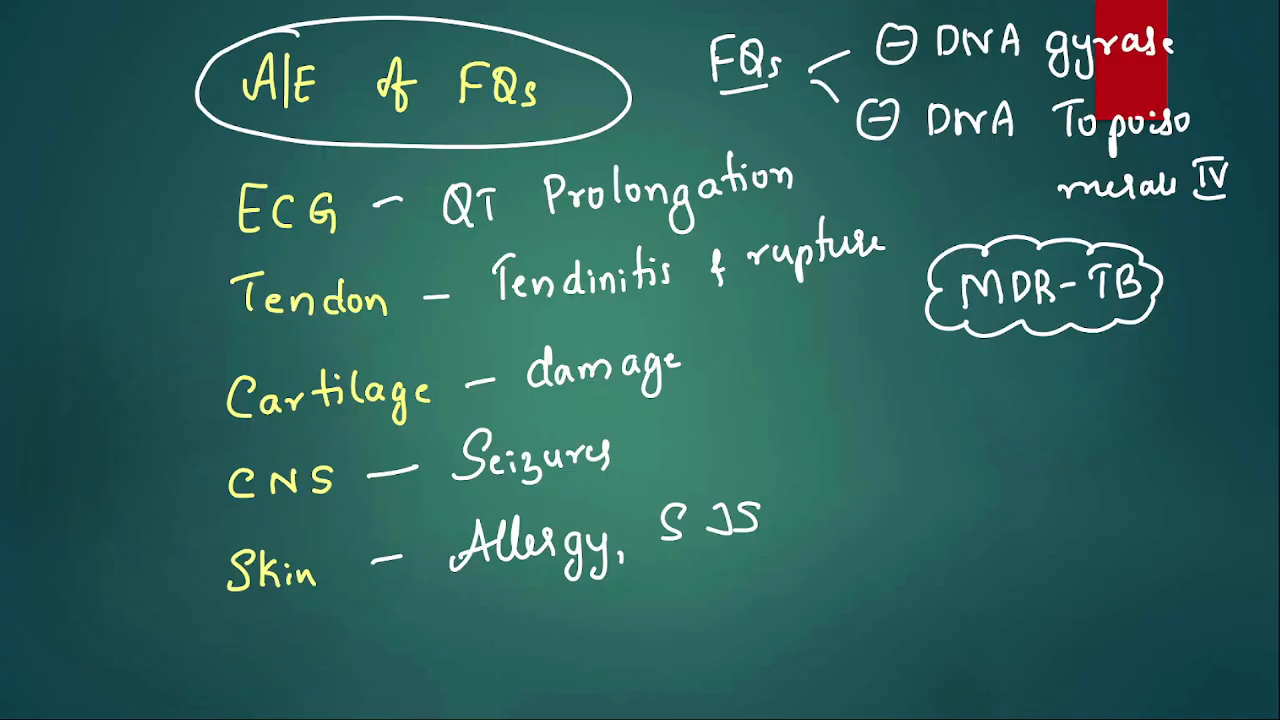 A/E of FQs
FQs
⊖ DNA gyrase
⊖ DNA Topoiso
merase IV
ECG - QT Prolongation
Tendon - Tendinitis & rupture
MDR-TB
Cartilage - damage
CNS - Seizures
Skin - Allergy, SJS